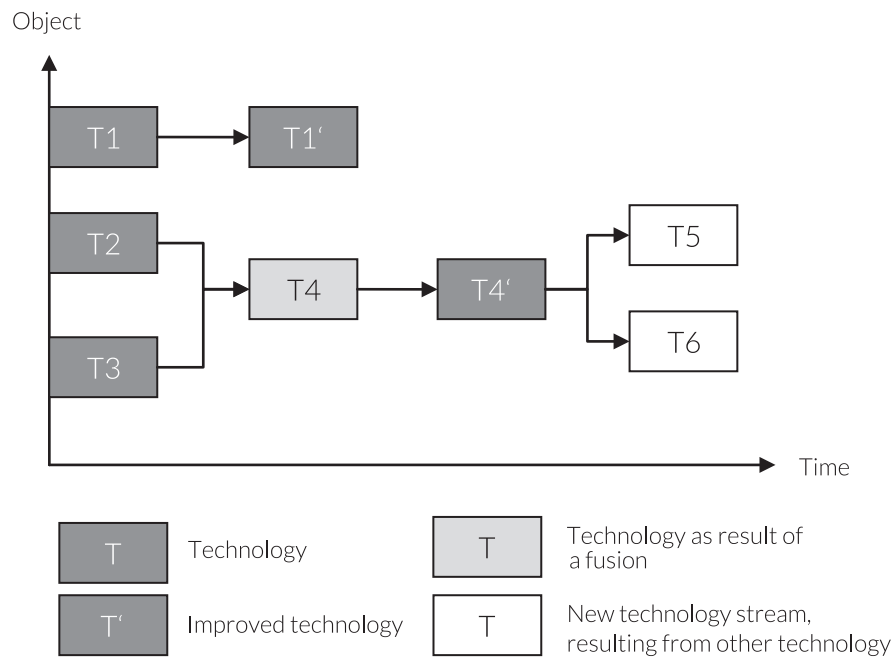 Object
T1
T1‘
T2
T5
T4
T4‘
T3
T6
Time
T
Technology
T
Technology as result of
a fusion
T‘
Improved technology
T
New technology stream,
resulting from other technology